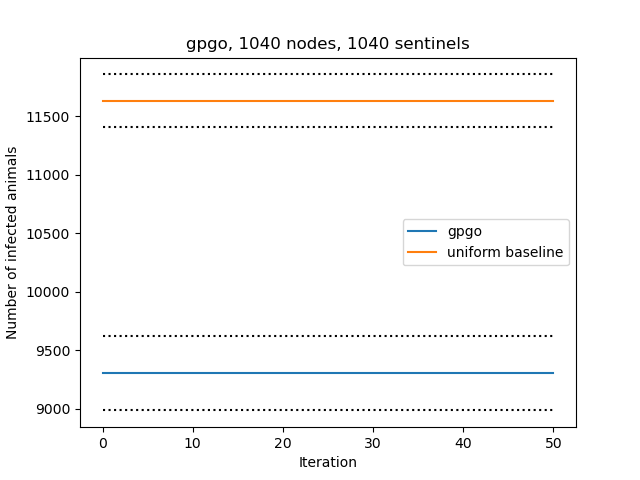 gpgo, 1040 nodes, 1040 sentinels
Number of infected animals
11500
11000
10500
10000
9500
9000
gpgo
uniform baseline
0 10 20 30 40 50
Iteration